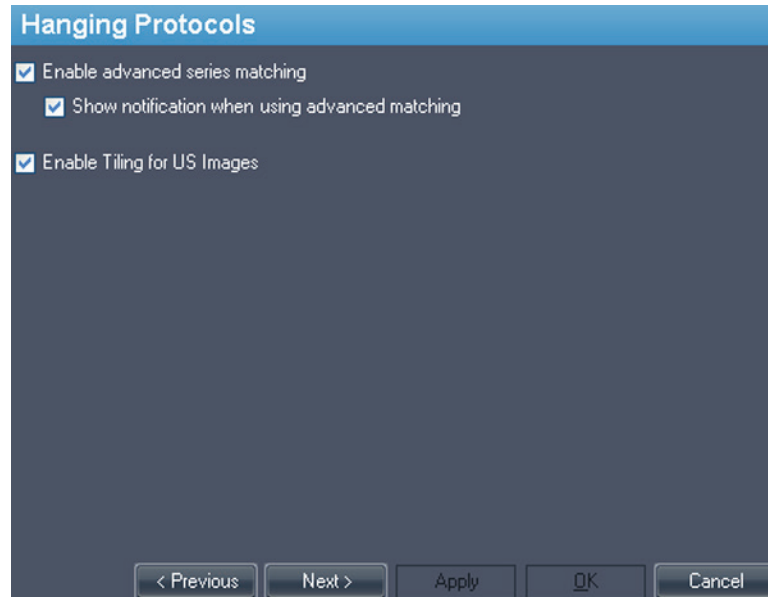 Hanging Protocols
Enable advanced series matching
Show notification when using advanced matching
Enable Tiling for US Images
< Previous Next > Apply OK Cancel